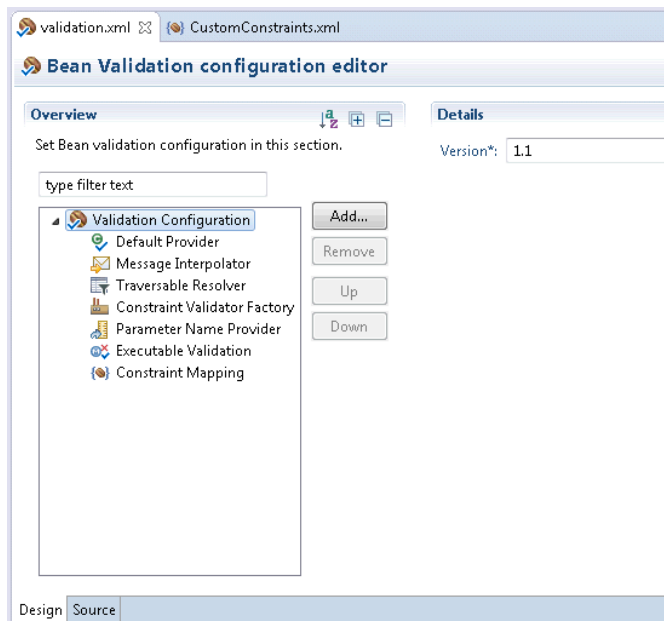 validation.xml CustomConstraints.xml
Bean Validation configuration editor
Overview
Set Bean validation configuration in this section.
type filter text
Validation Configuration
Default Provider
Message Interpolator
Traversable Resolver
Constraint Validator Factory
Parameter Name Provider
Executable Validation
Constraint Mapping
Add...
Remove
Up
Down
Details
Version*: 1.1
Design Source